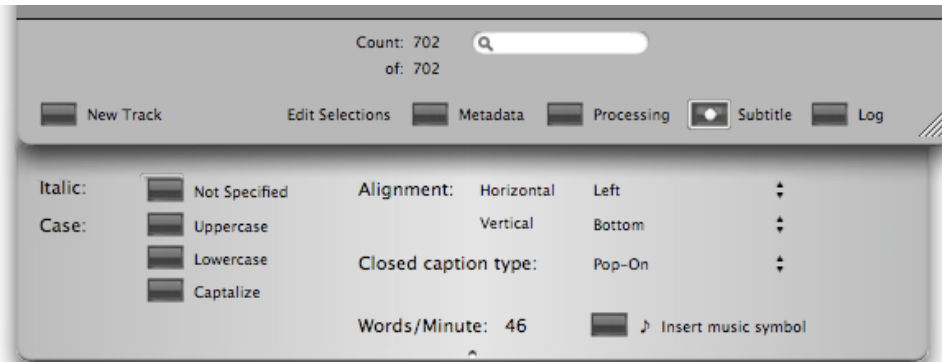 Count: 702
of: 702
New Track Edit Selections Metadata Processing Subtitle Log
Italic: Not Specified Alignment: Horizontal Left
Case: Uppercase Vertical Bottom
Lowercase Closed caption type: Pop-On
Captalize
Words/Minute: 46 ♪ Insert music symbol